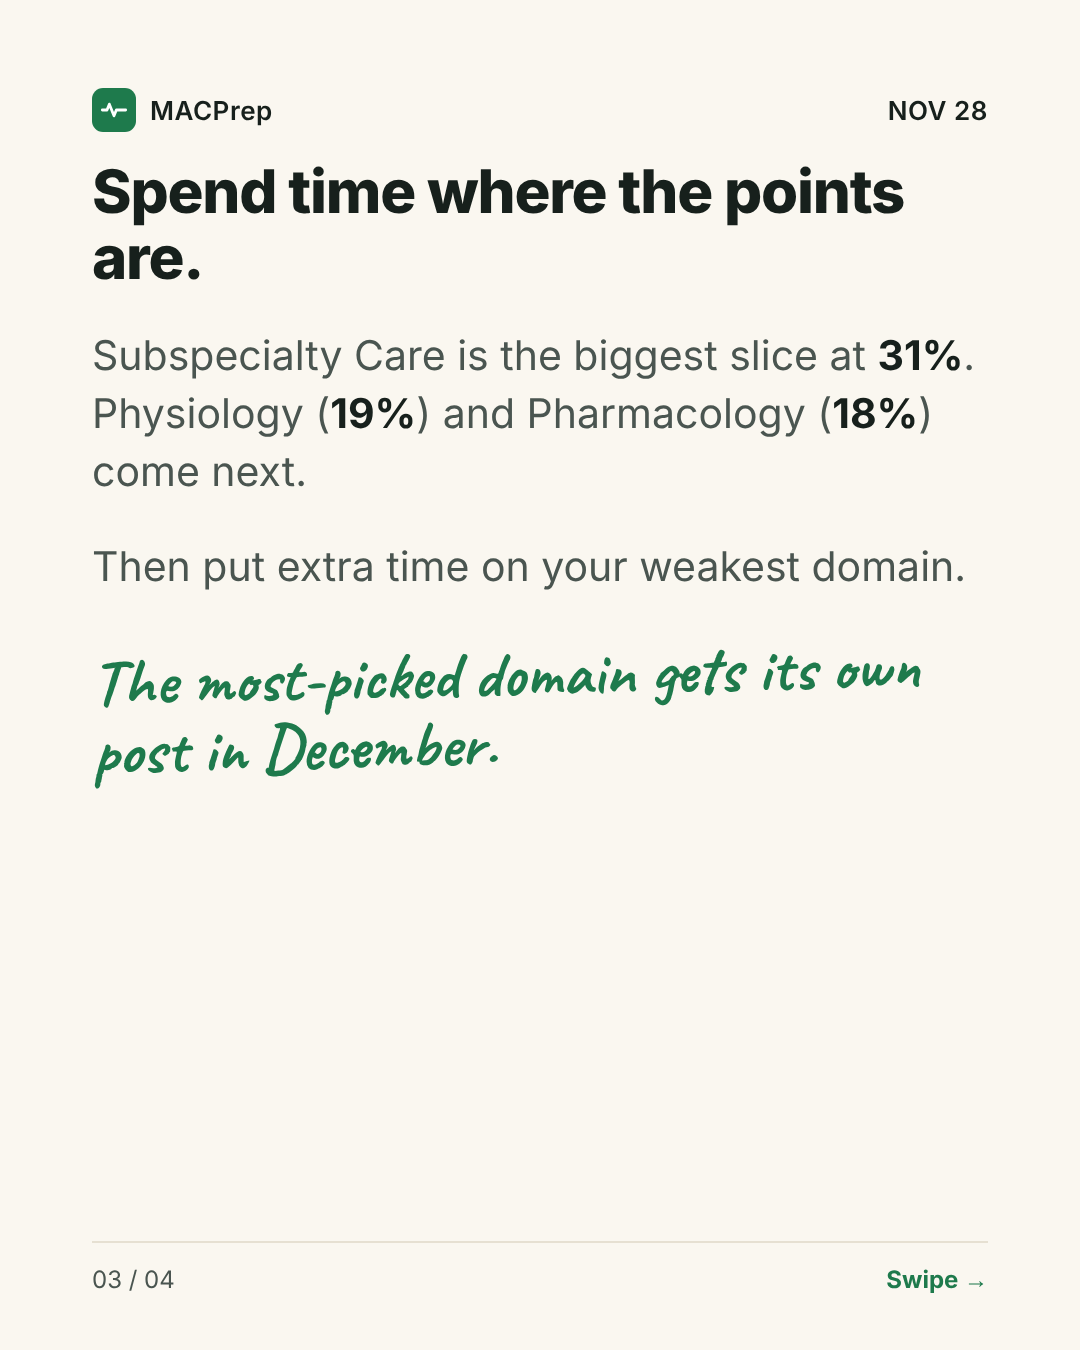 MACPrep
NOV 28
Spend time where the points
are.
Subspecialty Care is the biggest slice at 31%.
Physiology (19%) and Pharmacology (18%)
come next.
Then put extra time on your weakest domain.
The most-picked domain gets its own
post in December.
03 / 04
Swipe →